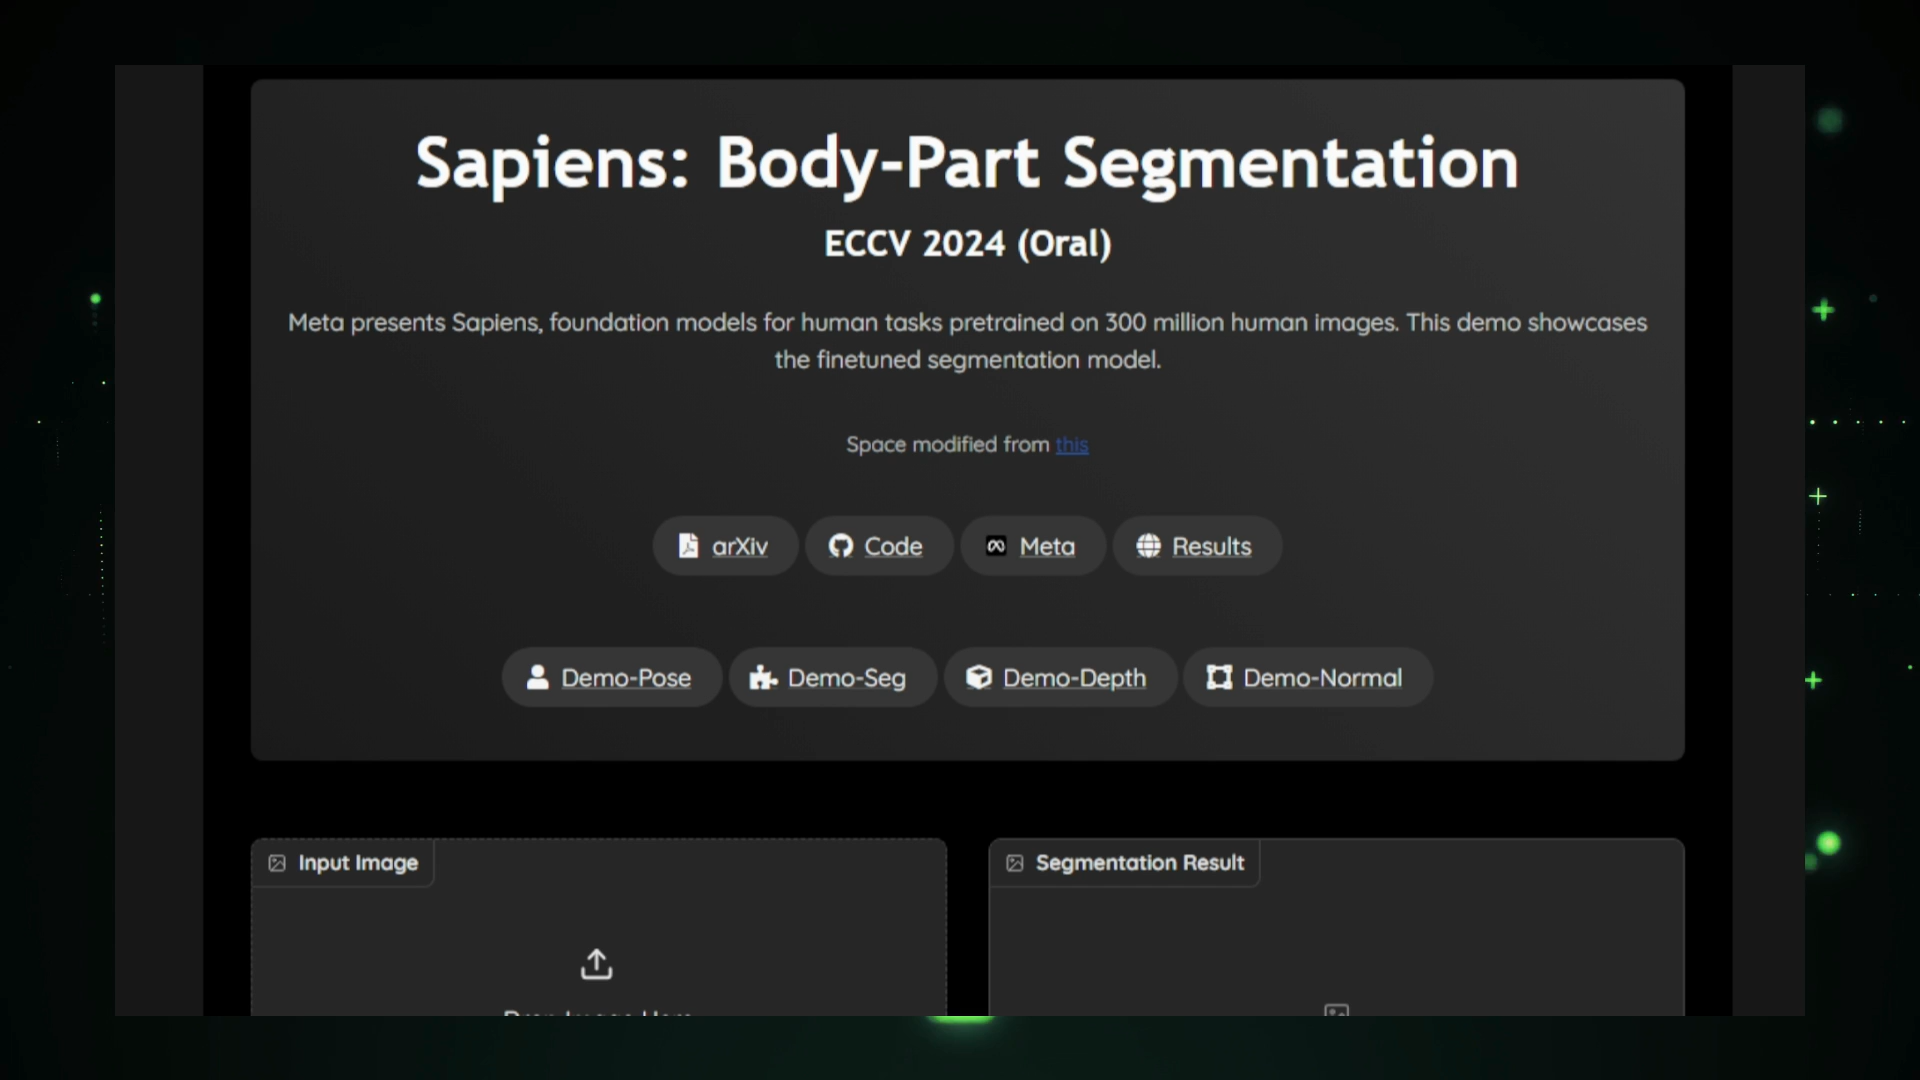 Sapiens: Body-Part Segmentation
ECCV 2024 (Oral)
Meta presents Sapiens, foundation models for human tasks pretrained on 300 million human images. This demo showcases
the finetuned segmentation model.
Space modified from this
arXiv Code Meta Results
Demo-Pose Demo-Seg Demo-Depth Demo-Normal
Input Image Segmentation Result